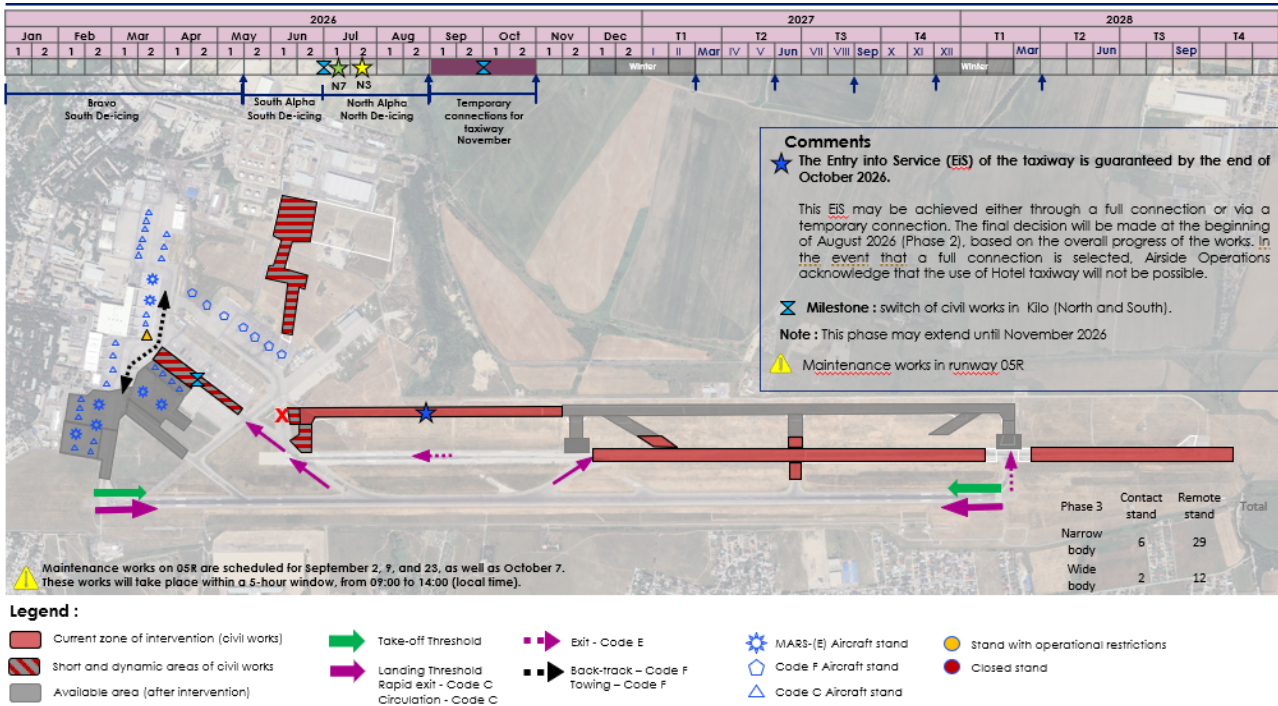 2026 2027 2028
Jan Feb Mar Apr May Jun Jul Aug Sep Oct Nov Dec T1 T2 T3 T4 T1 T2 T3 T4
1 2 1 2 1 2 1 2 1 2 1 2 1 2 1 2 1 2 1 2 1 2 1 2 I II Mar IV V Jun VII VIII Sep X XI XII Mar Jun Sep
Winter Winter
N7 N3
Bravo
South De-icing
South Alpha
South De-icing
North Alpha
North De-icing
Temporary
connections for
taxiway
November
Comments
The Entry into Service (EiS) of the taxiway is guaranteed by the end of
October 2026.
This EiS may be achieved either through a full connection or via a
temporary connection. The final decision will be made at the beginning
of August 2026 (Phase 2), based on the overall progress of the works. In
the event that a full connection is selected, Airside Operations
acknowledge that the use of Hotel taxiway will not be possible.
Milestone : switch of civil works in Kilo (North and South).
Note : This phase may extend until November 2026
Maintenance works in runway 05R
X
Phase 3 Contact stand Remote stand Total
Narrow body 6 29
Wide body 2 12
Maintenance works on 05R are scheduled for September 2, 9, and 23, as well as October 7.
These works will take place within a 5-hour window, from 09:00 to 14:00 (local time).
Legend :
Current zone of intervention (civil works)
Short and dynamic areas of civil works
Available area (after intervention)
Take-off Threshold
Landing Threshold
Rapid exit - Code C
Circulation - Code C
Exit - Code E
Back-track – Code F
Towing – Code F
MARS-(E) Aircraft stand
Code F Aircraft stand
Code C Aircraft stand
Stand with operational restrictions
Closed stand